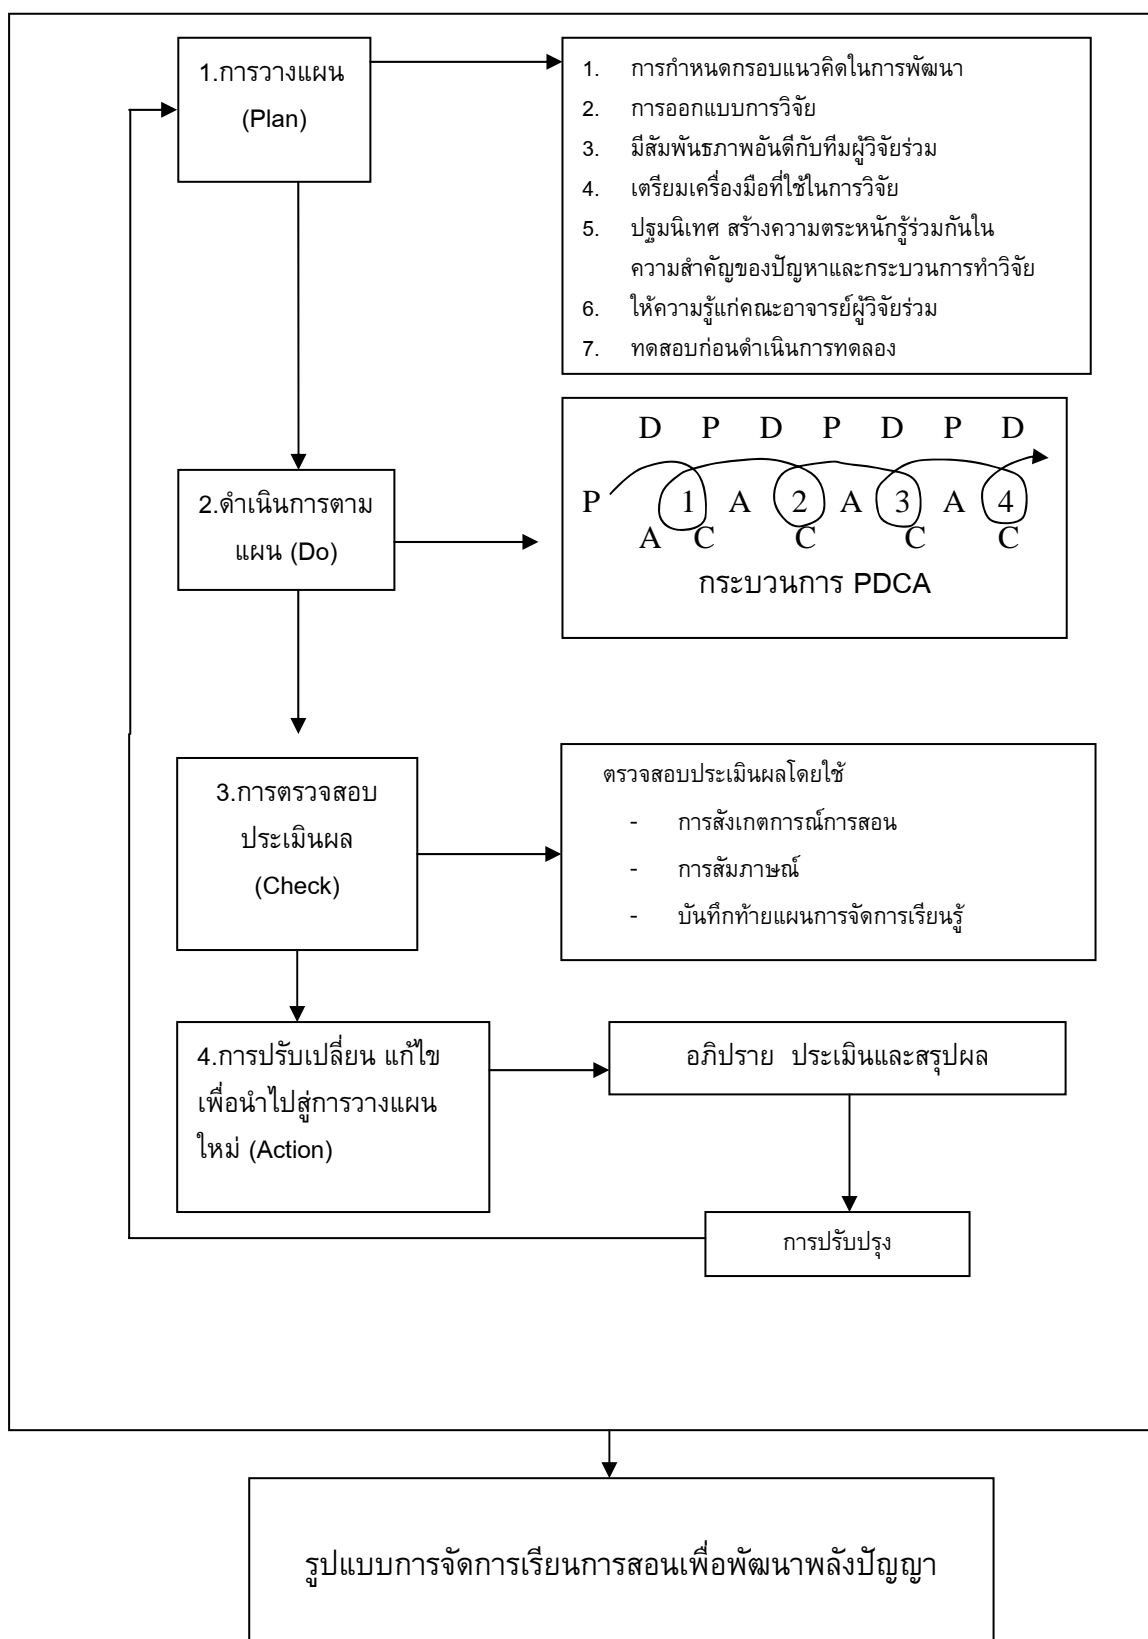 1.การวางแผน
(Plan)
1. การกำหนดกรอบแนวคิดในการพัฒนา
2. การออกแบบการวิจัย
3. มีสัมพันธภาพอันดีกับทีมผู้วิจัยร่วม
4. เตรียมเครื่องมือที่ใช้ในการวิจัย
5. ปฐมนิเทศ สร้างความตระหนักรู้ร่วมกันใน
ความสำคัญของปัญหาและกระบวนการทำวิจัย
6. ให้ความรู้แก่คณะอาจารย์ผู้วิจัยร่วม
7. ทดสอบก่อนดำเนินการทดลอง
2.ดำเนินการตาม
แผน (Do)
D P D P D P D
P 1 A 2 A 3 A 4
A C C C C
กระบวนการ PDCA
3.การตรวจสอบ
ประเมินผล
(Check)
ตรวจสอบประเมินผลโดยใช้
- การสังเกตการณ์การสอน
- การสัมภาษณ์
- บันทึกท้ายแผนการจัดการเรียนรู้
4.การปรับเปลี่ยน แก้ไข
เพื่อนำไปสู่การวางแผน
ใหม่ (Action)
อภิปราย ประเมินและสรุปผล
การปรับปรุง
รูปแบบการจัดการเรียนการสอนเพื่อพัฒนาพลังปัญญา